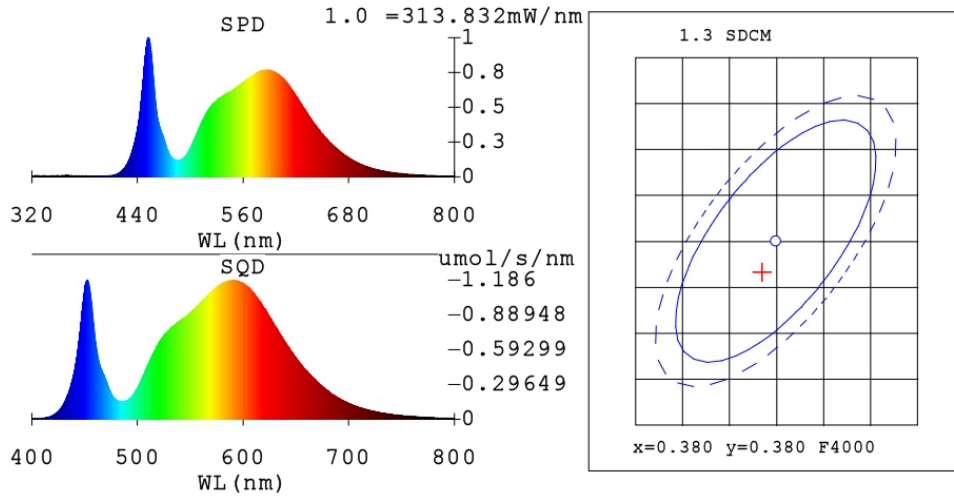 SPD
1.0 =313.832mW/nm
1
0.8
0.5
0.3
0
320 440 560 680 800
WL(nm)
SQD
umol/s/nm
1.186
0.88948
0.59299
0.29649
0
400 500 600 700 800
WL(nm)
1.3 SDCM
x=0.380 y=0.380 F4000